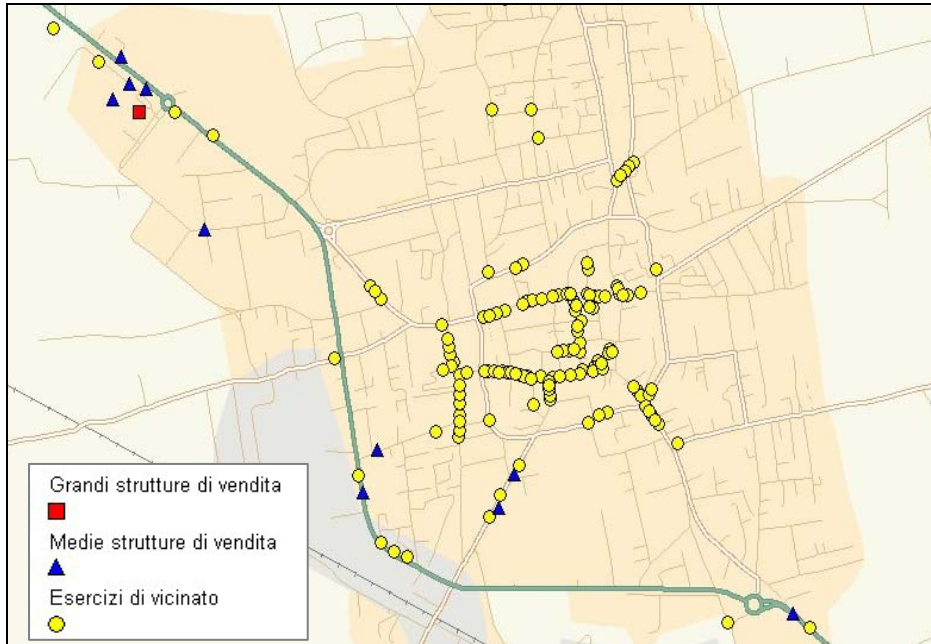 Grandi strutture di vendita
Medie strutture di vendita
Esercizi di vicinato